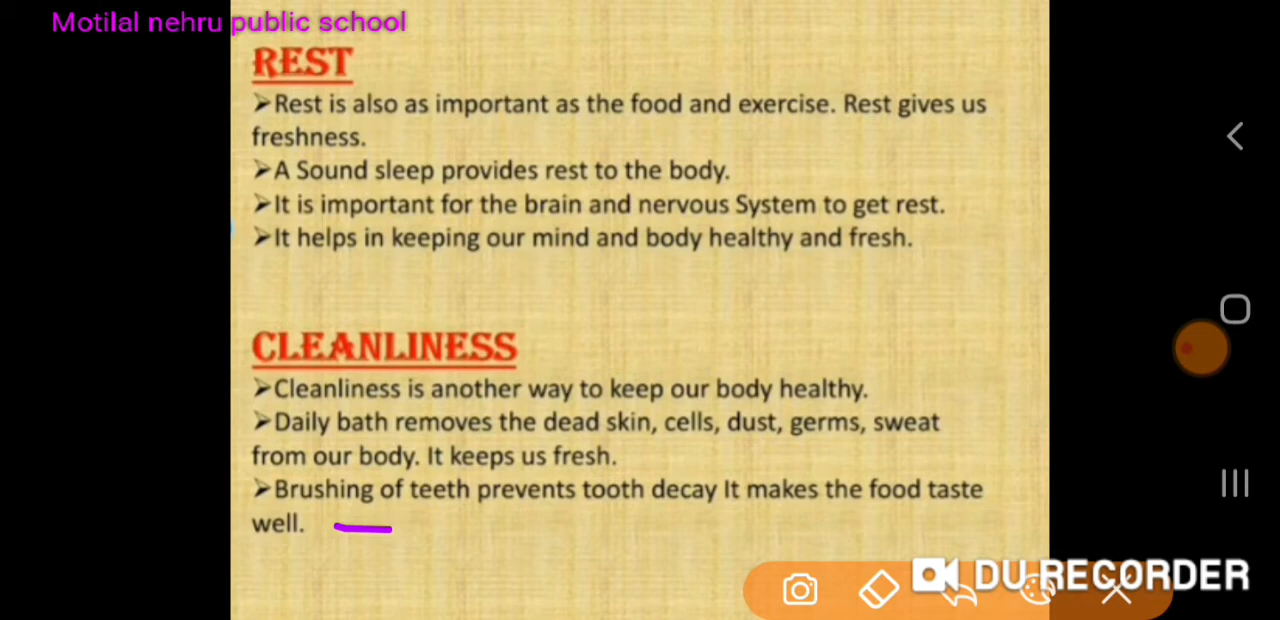 Motilal nehru public school
REST
➢Rest is also as important as the food and exercise. Rest gives us
freshness.
➢A Sound sleep provides rest to the body.
➢It is important for the brain and nervous System to get rest.
➢It helps in keeping our mind and body healthy and fresh.
CLEANLINESS
➢Cleanliness is another way to keep our body healthy.
➢Daily bath removes the dead skin, cells, dust, germs, sweat
from our body. It keeps us fresh.
➢Brushing of teeth prevents tooth decay It makes the food taste
well.
DU RECORDER